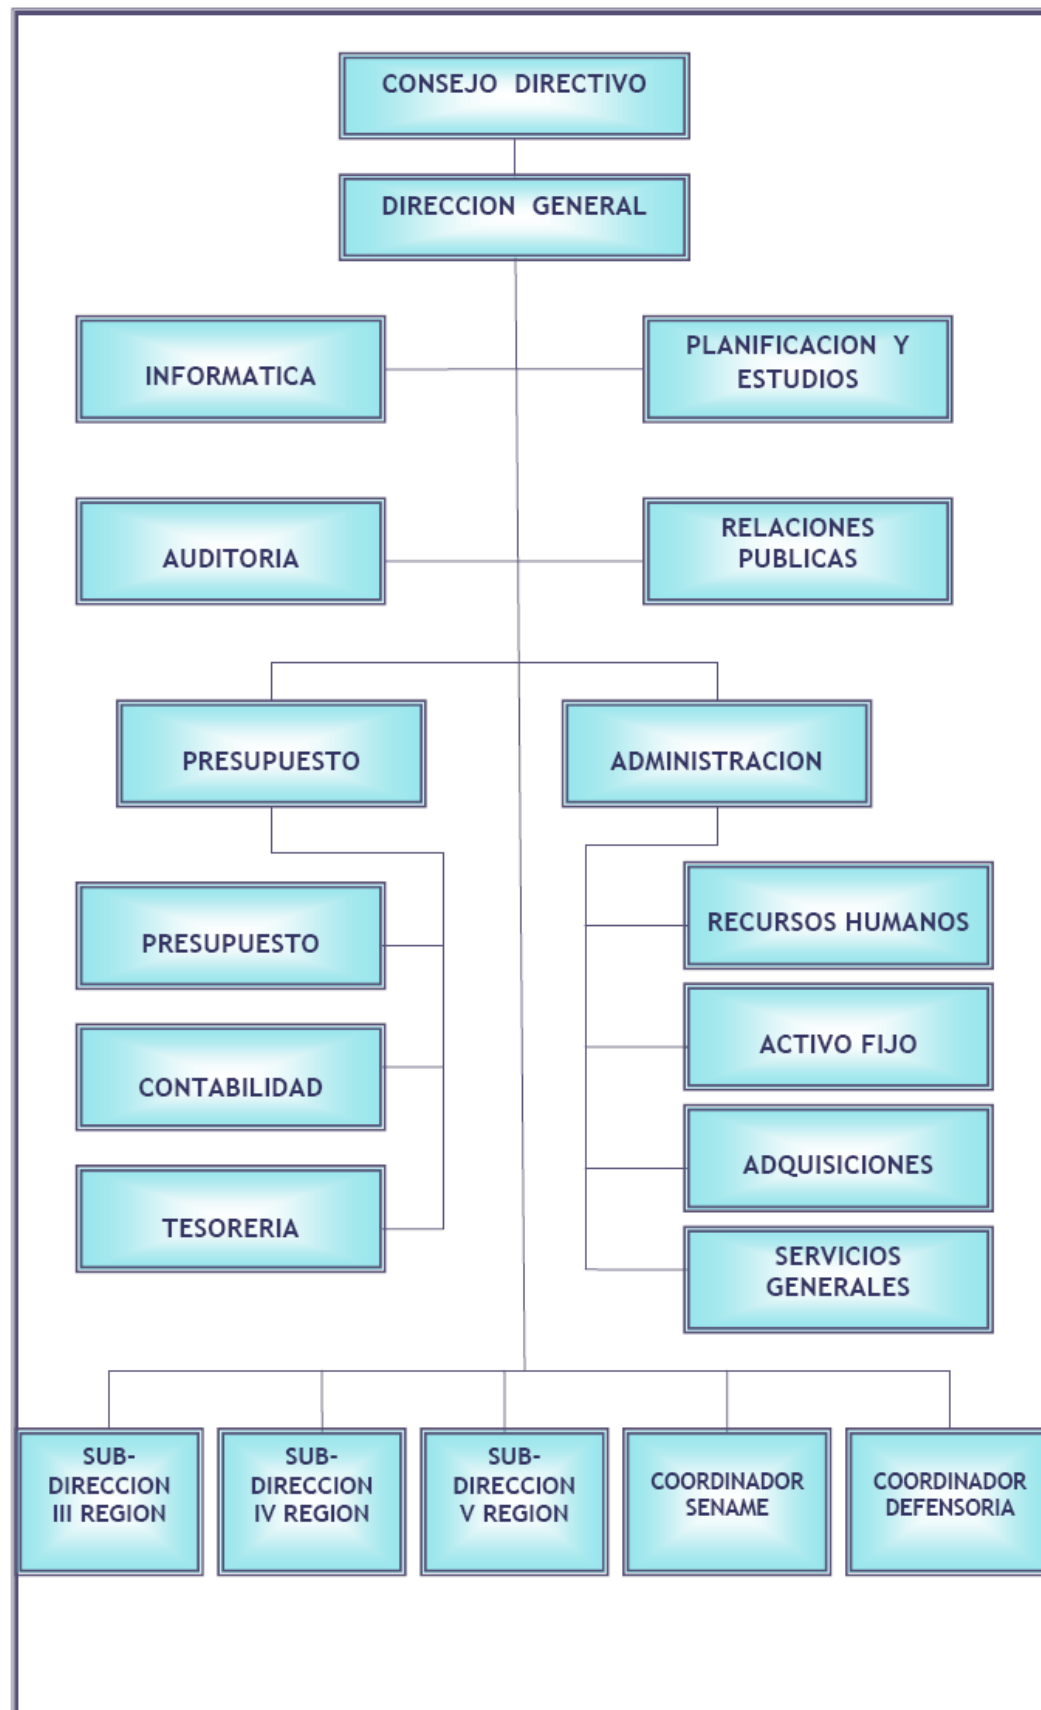 CONSEJO DIRECTIVO
DIRECCION GENERAL
INFORMATICA
PLANIFICACION Y
ESTUDIOS
AUDITORIA
RELACIONES
PUBLICAS
PRESUPUESTO
ADMINISTRACION
PRESUPUESTO
CONTABILIDAD
TESORERIA
RECURSOS HUMANOS
ACTIVO FIJO
ADQUISICIONES
SERVICIOS
GENERALES
SUB-
DIRECCION
III REGION
SUB-
DIRECCION
IV REGION
SUB-
DIRECCION
V REGION
COORDINADOR
SENAME
COORDINADOR
DEFENSORIA